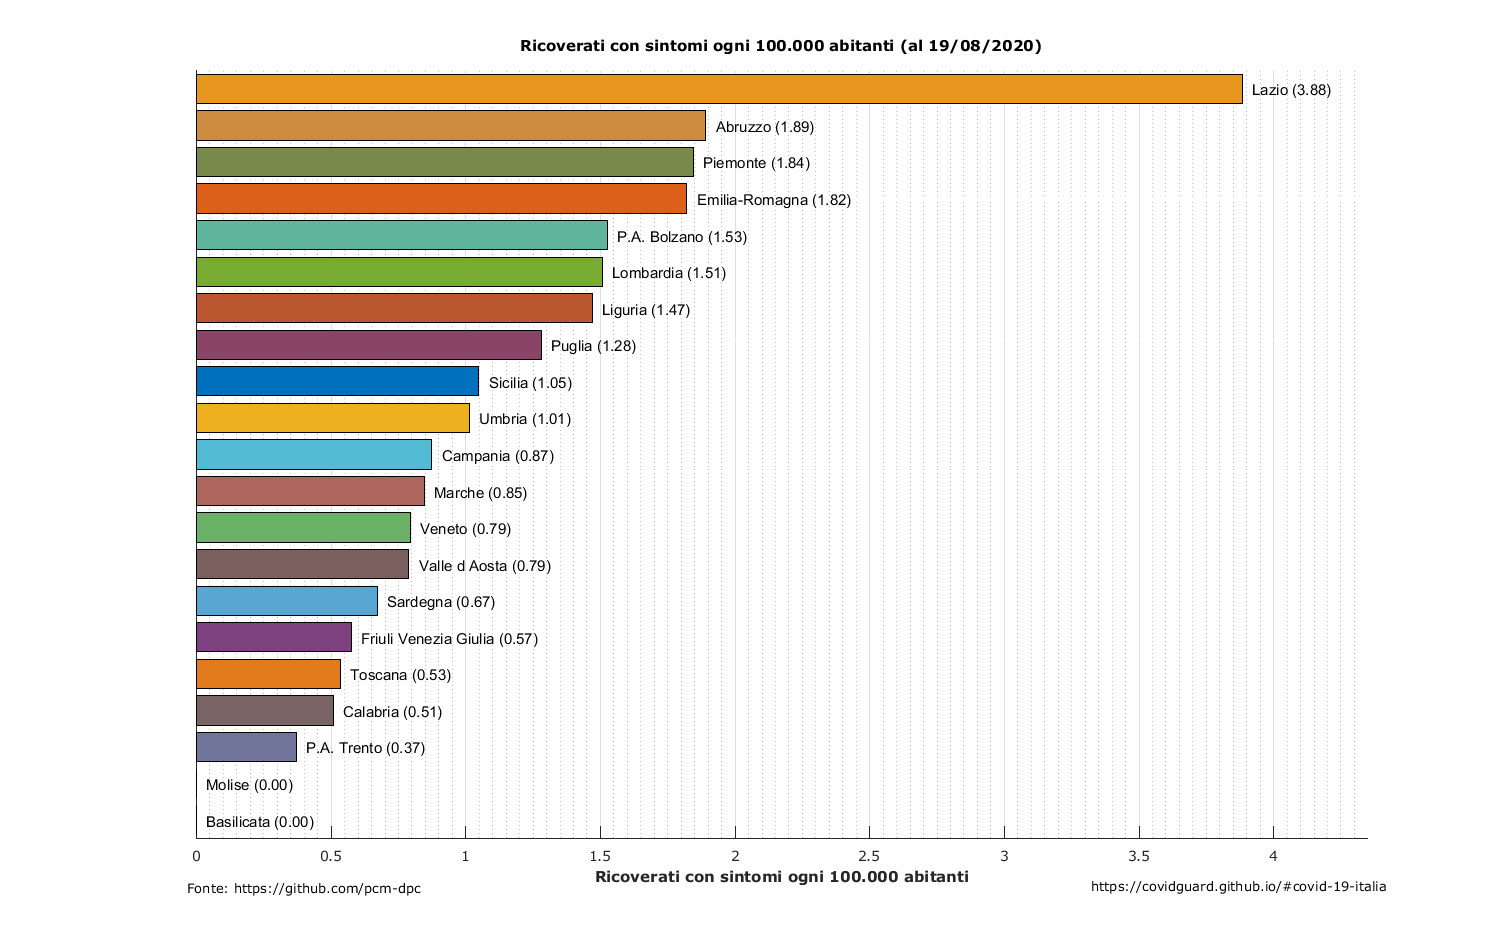 Ricoverati con sintomi ogni 100.000 abitanti (al 19/08/2020)
Lazio (3.88)
Abruzzo (1.89)
Piemonte (1.84)
Emilia-Romagna (1.82)
P.A. Bolzano (1.53)
Lombardia (1.51)
Liguria (1.47)
Puglia (1.28)
Sicilia (1.05)
Umbria (1.01)
Campania (0.87)
Marche (0.85)
Veneto (0.79)
Valle d Aosta (0.79)
Sardegna (0.67)
Friuli Venezia Giulia (0.57)
Toscana (0.53)
Calabria (0.51)
P.A. Trento (0.37)
Molise (0.00)
Basilicata (0.00)
0 0.5 1 1.5 2 2.5 3 3.5 4
Ricoverati con sintomi ogni 100.000 abitanti
Fonte: https://github.com/pcm-dpc
https://covidguard.github.io/#covid-19-italia